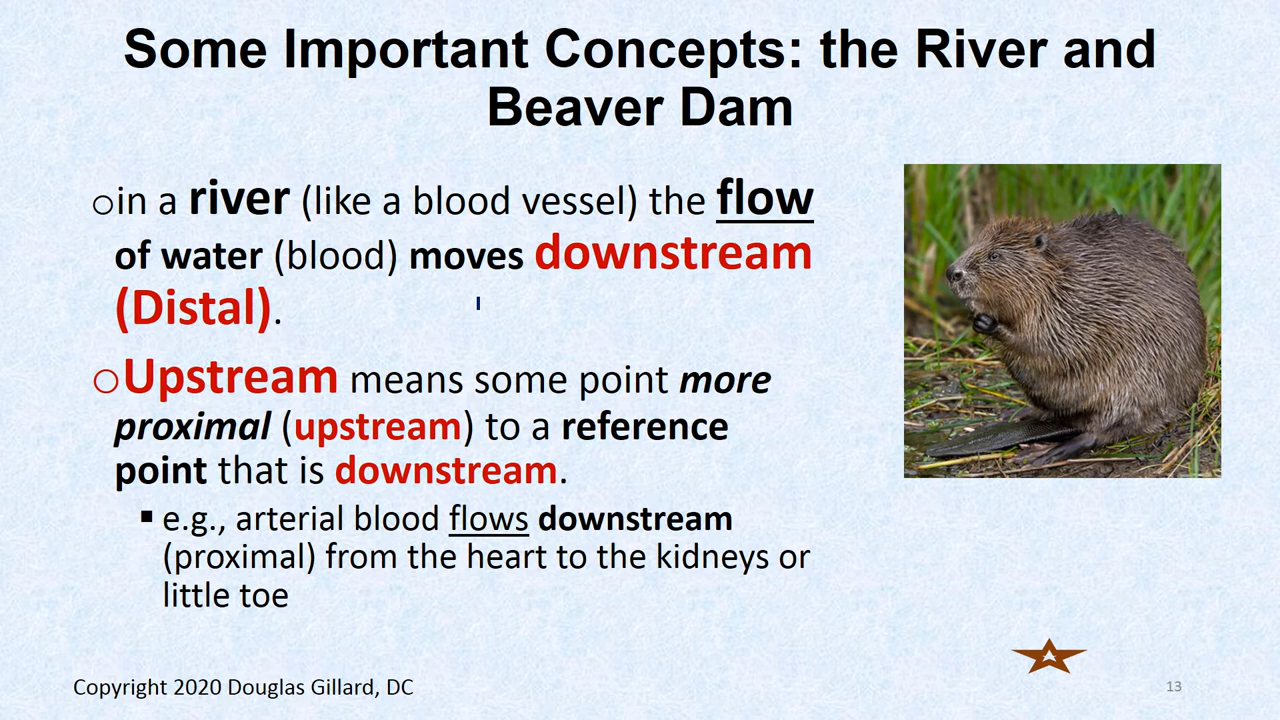 Some Important Concepts: the River and
Beaver Dam
○in a river (like a blood vessel) the flow
of water (blood) moves downstream
(Distal).
○Upstream means some point more
proximal (upstream) to a reference
point that is downstream.
▪ e.g., arterial blood flows downstream
(proximal) from the heart to the kidneys or
little toe
Copyright 2020 Douglas Gillard, DC
13